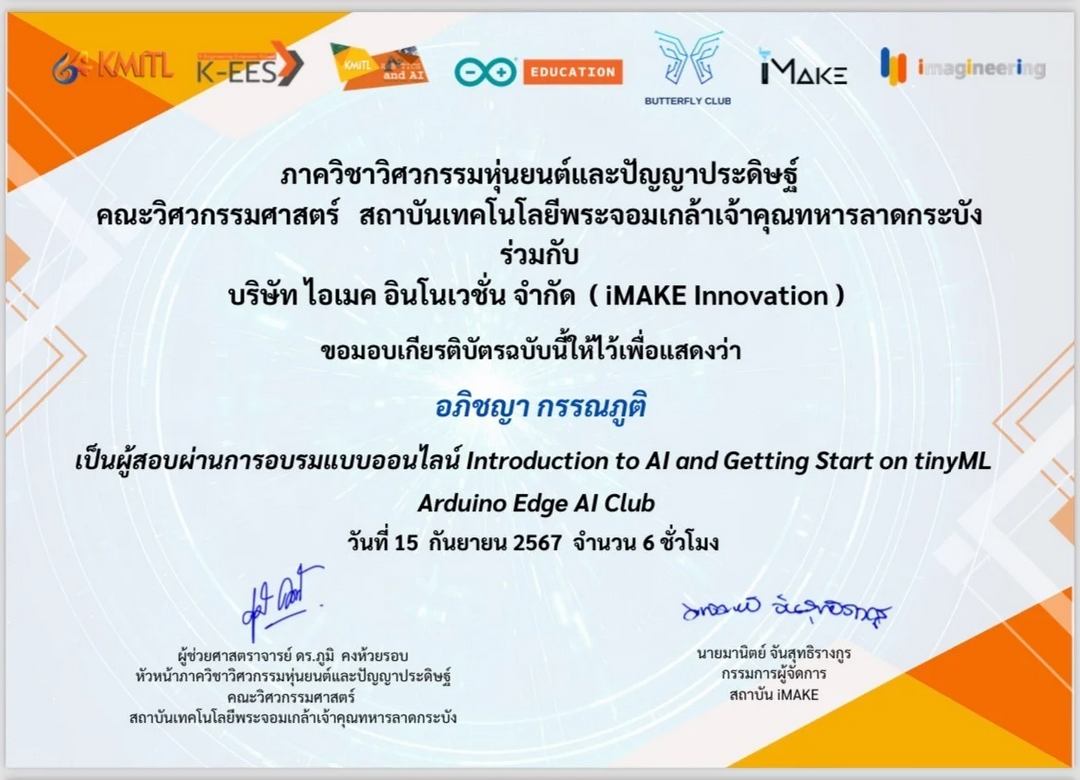 KMITL
K-EES
KMITL ROBOTICS and AI
EDUCATION
BUTTERFLY CLUB
iMAKE
imagineering
ภาควิชาวิศวกรรมหุ่นยนต์และปัญญาประดิษฐ์
คณะวิศวกรรมศาสตร์ สถาบันเทคโนโลยีพระจอมเกล้าเจ้าคุณทหารลาดกระบัง
ร่วมกับ
บริษัท ไอเมค อินโนเวชั่น จำกัด ( iMAKE Innovation )
ขอมอบเกียรติบัตรฉบับนี้ให้ไว้เพื่อแสดงว่า
อภิชญา กรรณภูติ
เป็นผู้สอบผ่านการอบรมแบบออนไลน์ Introduction to AI and Getting Start on tinyML
Arduino Edge AI Club
วันที่ 15 กันยายน 2567 จำนวน 6 ชั่วโมง
ผู้ช่วยศาสตราจารย์ ดร.ภูมิ คงห้วยรอบ
หัวหน้าภาควิชาวิศวกรรมหุ่นยนต์และปัญญาประดิษฐ์
คณะวิศวกรรมศาสตร์
สถาบันเทคโนโลยีพระจอมเกล้าเจ้าคุณทหารลาดกระบัง
นายมานิตย์ จันสุทธิรางกูร
กรรมการผู้จัดการ
สถาบัน iMAKE